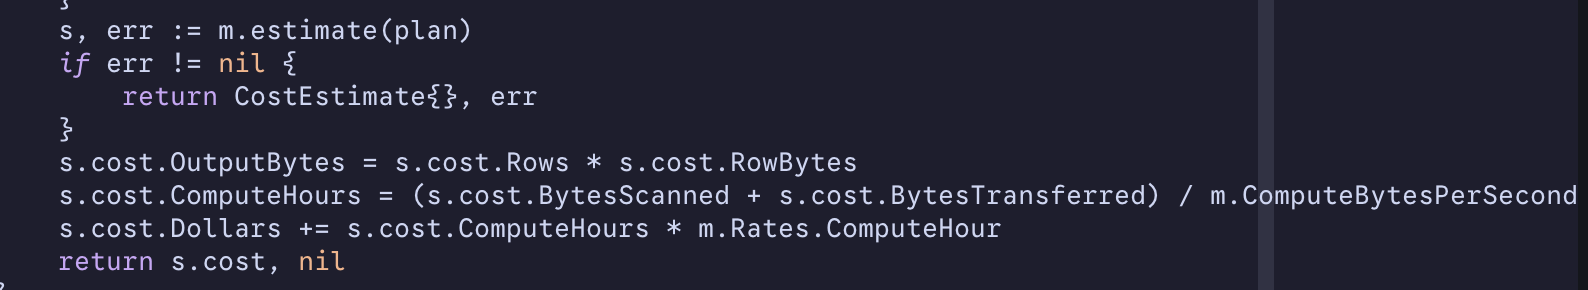 s, err := m.estimate(plan)
if err != nil {
    return CostEstimate{}, err
}
s.cost.OutputBytes = s.cost.Rows * s.cost.RowBytes
s.cost.ComputeHours = (s.cost.BytesScanned + s.cost.BytesTransferred) / m.ComputeBytesPerSecond
s.cost.Dollars += s.cost.ComputeHours * m.Rates.ComputeHour
return s.cost, nil